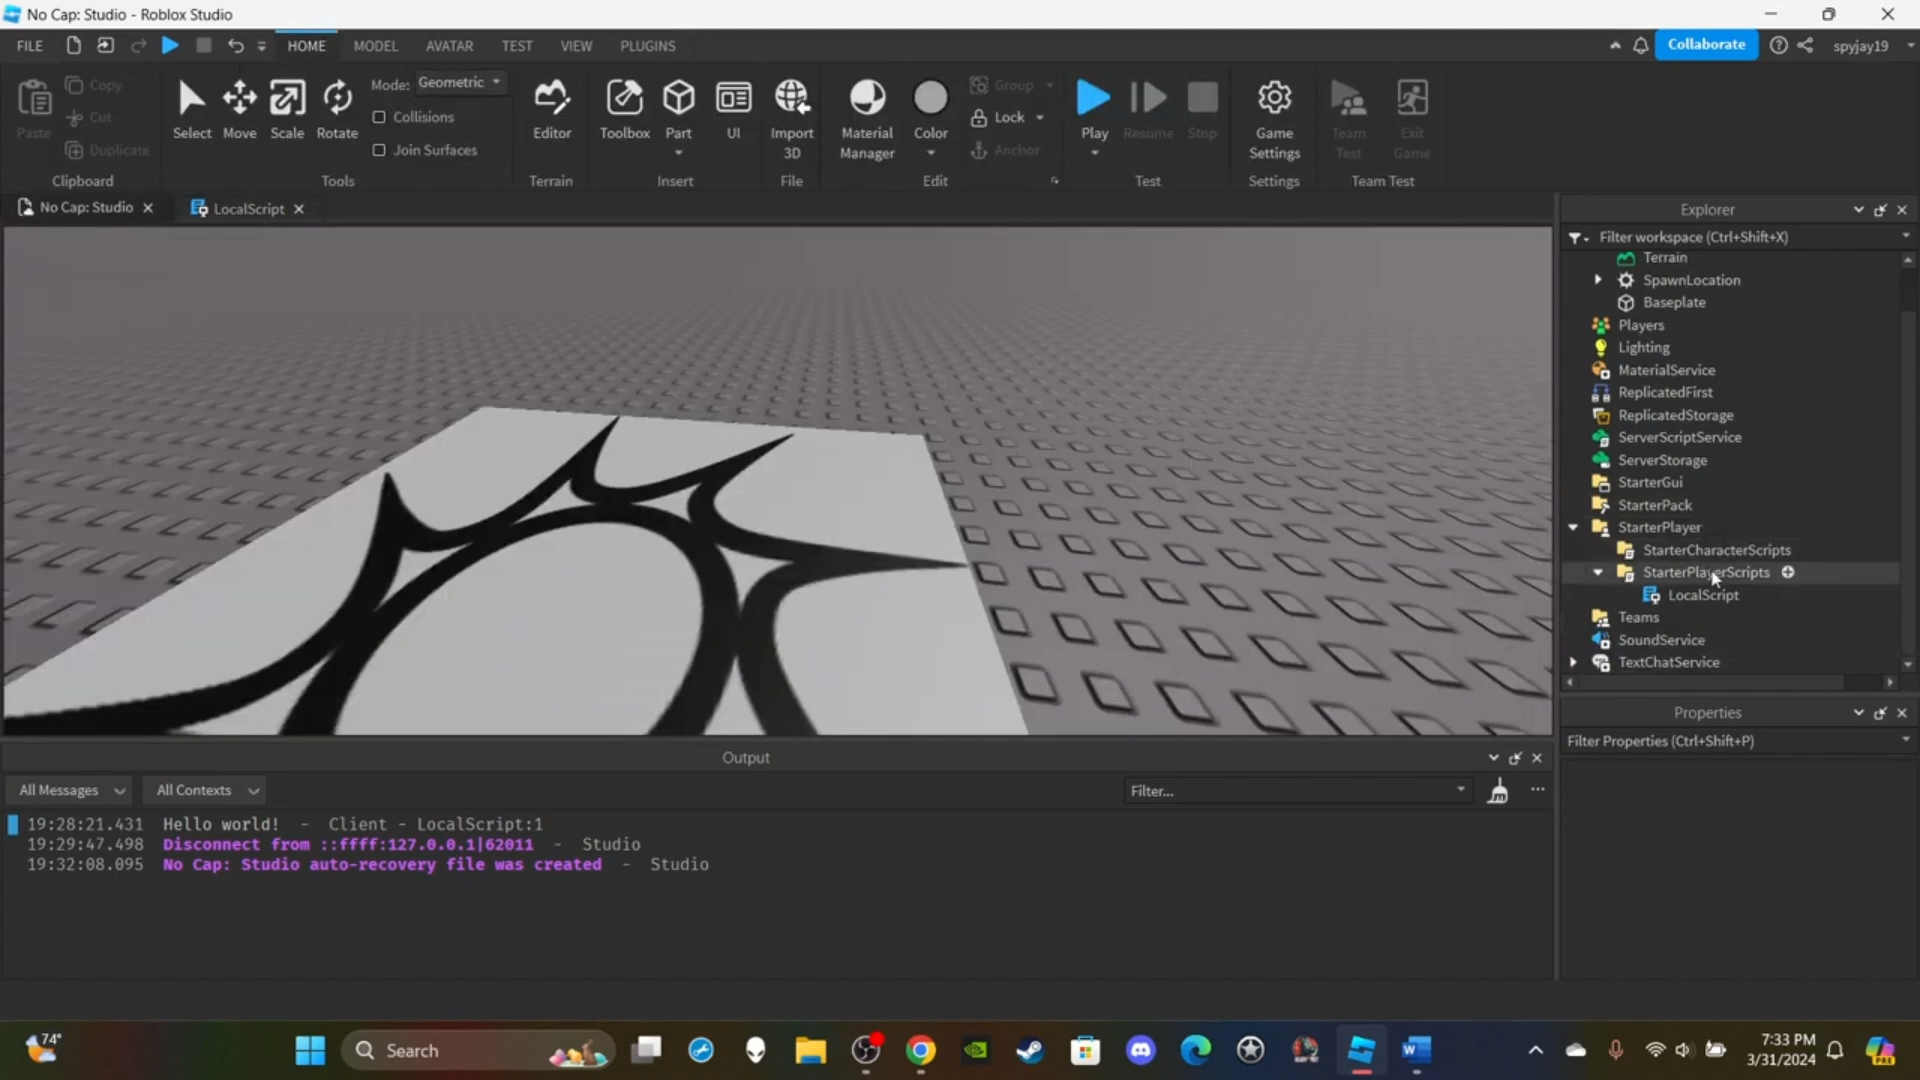 No Cap: Studio - Roblox Studio
FILE HOME MODEL AVATAR TEST VIEW PLUGINS Collaborate spyjay19
Paste Copy Cut Duplicate
Select Move Scale Rotate
Mode: Geometric
Collisions
Join Surfaces
Editor
Toolbox Part UI
Import 3D
Material Manager
Color
Group
Lock
Anchor
Play Resume Stop
Game Settings
Team Test
Exit Game
Clipboard Tools Terrain Insert File Edit Test Settings Team Test
No Cap: Studio LocalScript
Explorer
Filter workspace (Ctrl+Shift+X)
Terrain
SpawnLocation
Baseplate
Players
Lighting
MaterialService
ReplicatedFirst
ReplicatedStorage
ServerScriptService
ServerStorage
StarterGui
StarterPack
StarterPlayer
StarterCharacterScripts
StarterPlayerScripts
LocalScript
Teams
SoundService
TextChatService
Properties
Filter Properties (Ctrl+Shift+P)
Output
All Messages All Contexts Filter...
19:28:21.431 Hello world! - Client - LocalScript:1
19:29:47.498 Disconnect from ::ffff:127.0.0.1|62011 - Studio
19:32:08.095 No Cap: Studio auto-recovery file was created - Studio
74°
Search
7:33 PM
3/31/2024
PRE